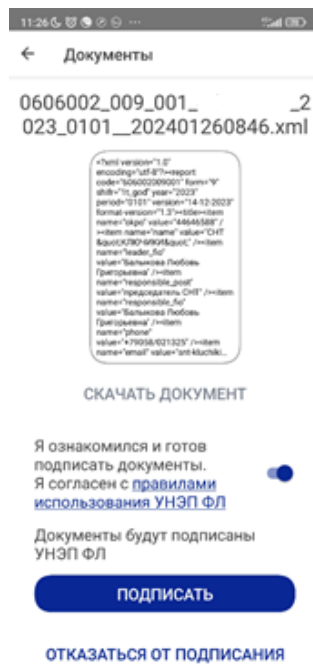 11:26
Документы
0606002_009_001_ _2
023_0101__202401260846.xml
<?xml version="1.0"
encoding="utf-8"?><report
code="606002009001" form="9"
shifr="1t_god" year="2023"
period="0101" version="14-12-2023"
format-version="1.3"><title><item
name="okpo" value="44646588" /
><item name="name" value="СНТ
&quot;КЛЮЧИКИ&quot;" /><item
name="leader_fio"
value="Балыкова Любовь
Григорьевна" /><item
name="responsible_post"
value="председатель СНТ" /><item
name="responsible_fio"
value="Балыкова Любовь
Григорьевна" /><item
name="phone"
/><item
name="email" value="snt-kluchiki...
СКАЧАТЬ ДОКУМЕНТ
Я ознакомился и готов
подписать документы.
Я согласен с правилами
использования УНЭП ФЛ
Документы будут подписаны
УНЭП ФЛ
ПОДПИСАТЬ
ОТКАЗАТЬСЯ ОТ ПОДПИСАНИЯ